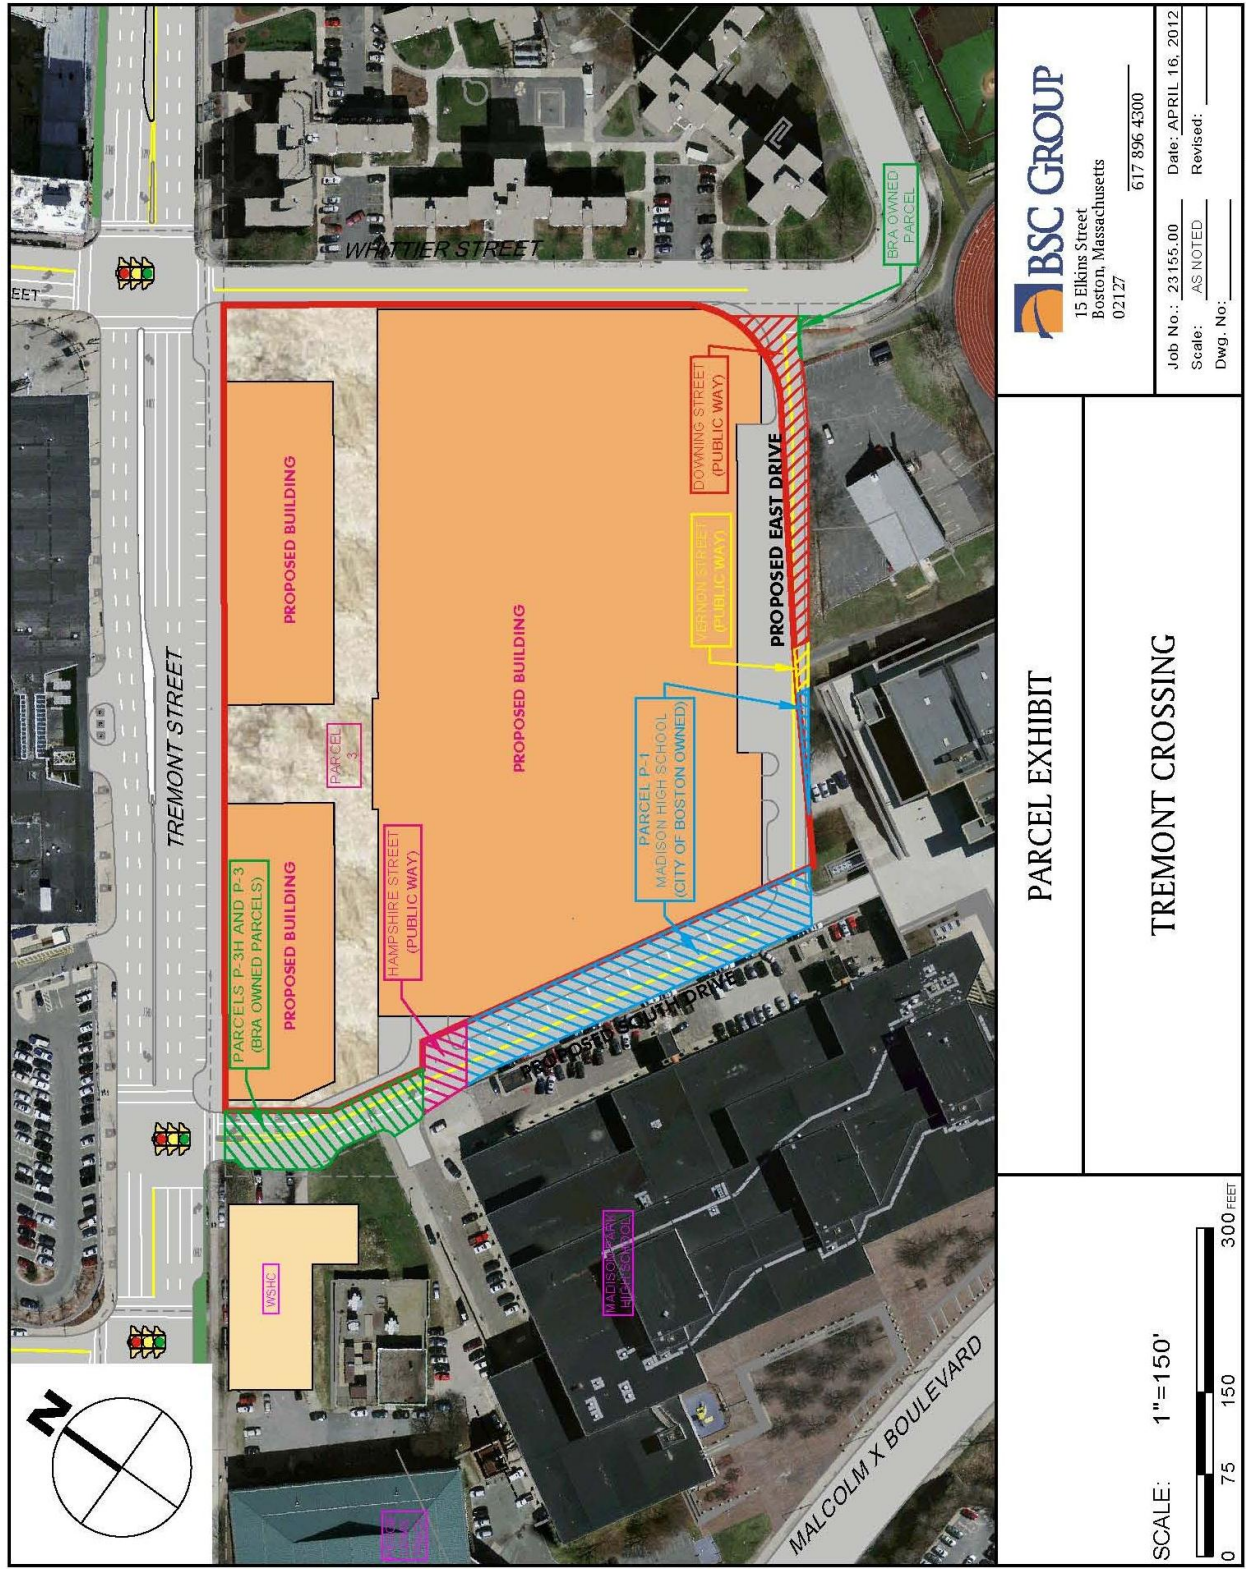 TREMONT STREET
WHITTIER STREET
EET
PARCELS P-3H AND P-3
(BRA OWNED PARCELS)
PROPOSED BUILDING
PROPOSED BUILDING
PARCEL
3
HAMPSHIRE STREET
(PUBLIC WAY)
PROPOSED BUILDING
PARCEL P-1
MADISON HIGH SCHOOL
(CITY OF BOSTON OWNED)
VERNON STREET
(PUBLIC WAY)
DOWNING STREET
(PUBLIC WAY)
BRA OWNED
PARCEL
PROPOSED EAST DRIVE
PROPOSED SOUTH DRIVE
WSHC
MADISON PARK
HIGH SCHOOL
MALCOLM X BOULEVARD
N
SCALE: 1"=150'
0 75 150 300 FEET
PARCEL EXHIBIT
TREMONT CROSSING
BSC GROUP
15 Elkins Street
Boston, Massachusetts
02127
617 896 4300
Job No.: 23155.00 Date: APRIL 16, 2012
Scale: AS NOTED Revised:
Dwg. No: